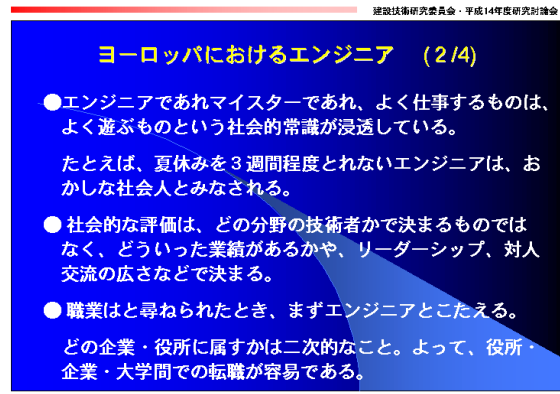 建設技術研究委員会・平成14年度研究討論会
ヨーロッパにおけるエンジニア (2/4)
●エンジニアであれマイスターであれ、よく仕事するものは、
よく遊ぶものという社会的常識が浸透している。
たとえば、夏休みを3週間程度とれないエンジニアは、お
かしな社会人とみなされる。
●社会的な評価は、どの分野の技術者かで決まるものでは
なく、どういった業績があるかや、リーダーシップ、対人
交流の広さなどで決まる。
●職業はと尋ねられたとき、まずエンジニアとこたえる。
どの企業・役所に属すかは二次的なこと。よって、役所・
企業・大学間での転職が容易である。